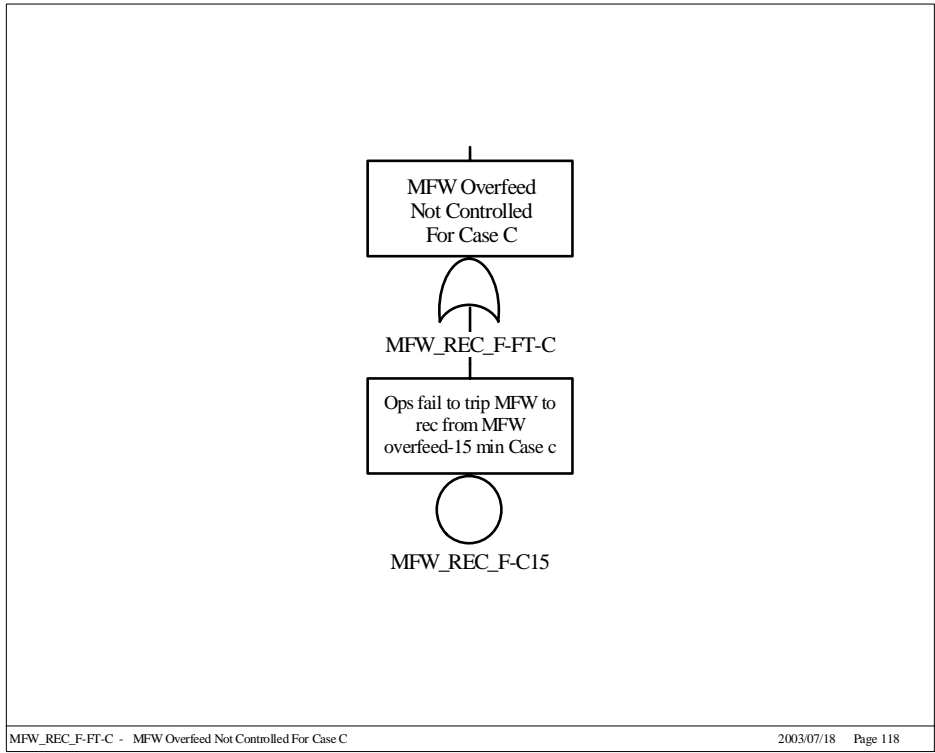 MFW Overfeed
Not Controlled
For Case C
MFW_REC_F-FT-C
Ops fail to trip MFW to
rec from MFW
overfeed-15 min Case c
MFW_REC_F-C15
MFW_REC_F-FT-C - MFW Overfeed Not Controlled For Case C 2003/07/18 Page 118